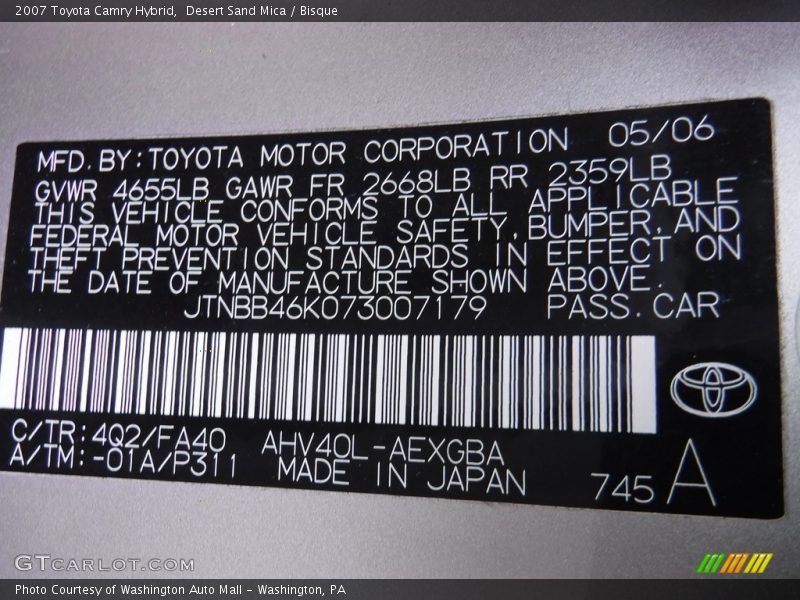 2007 Toyota Camry Hybrid, Desert Sand Mica / Bisque
MFD. BY: TOYOTA MOTOR CORPORATION 05/06
GVWR 4655LB GAWR FR 2668LB RR 2359LB
THIS VEHICLE CONFORMS TO ALL APPLICABLE
FEDERAL MOTOR VEHICLE SAFETY, BUMPER, AND
THEFT PREVENTION STANDARDS IN EFFECT ON
THE DATE OF MANUFACTURE SHOWN ABOVE.
JTNBB46K073007179 PASS. CAR
C/TR: 4Q2/FA40 AHV40L-AEXGBA
A/TM: -01A/P311 MADE IN JAPAN 745 A
GTCARLOT.COM
Photo Courtesy of Washington Auto Mall - Washington, PA